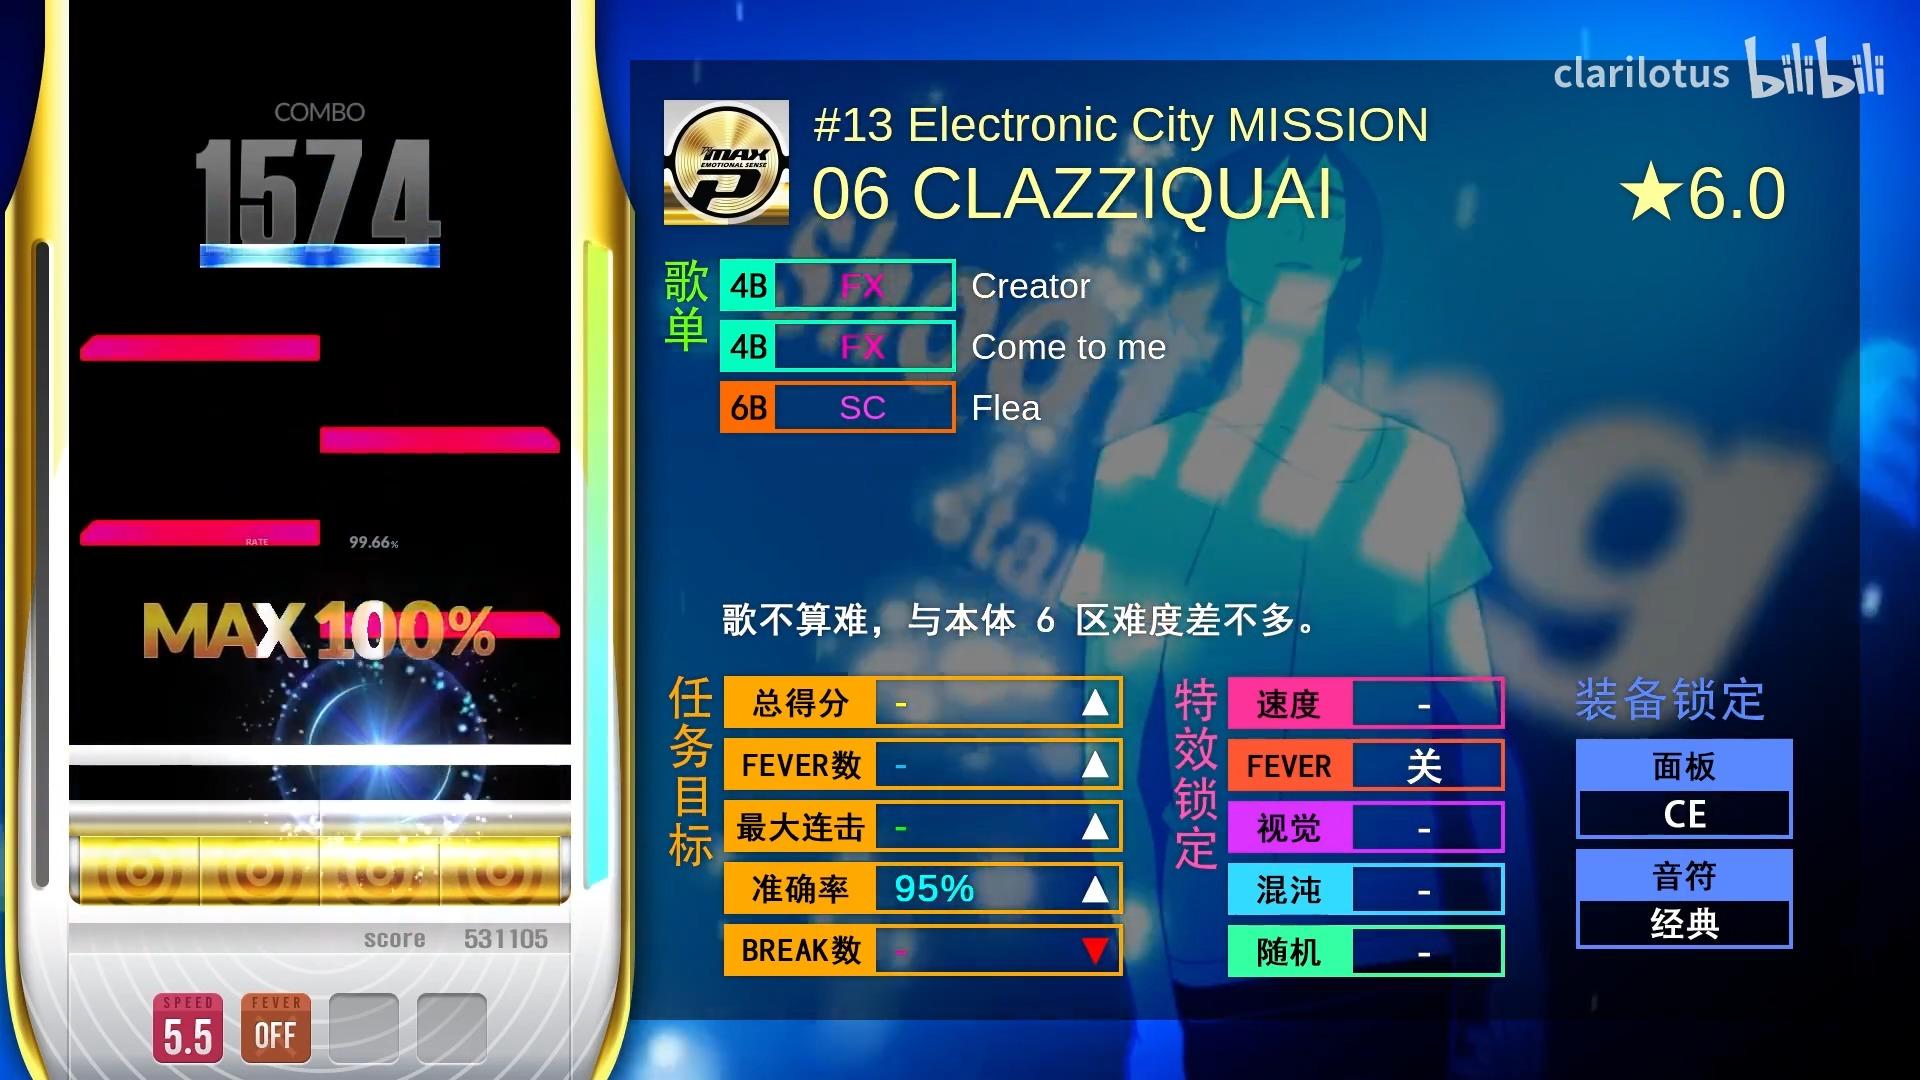 clarilotus bilibili
COMBO
1574
RATE 99.66%
MAX 100%
score 531105
SPEED
5.5
FEVER
OFF
MAX
EMOTIONAL SENSE
P
#13 Electronic City MISSION
06 CLAZZIQUAI
★6.0
歌单
4B FX Creator
4B FX Come to me
6B SC Flea
Shooting
star
歌不算难，与本体 6 区难度差不多。
任务目标
总得分 - ▲
FEVER数 - ▲
最大连击 - ▲
准确率 95% ▲
BREAK数 - ▼
特效锁定
速度 -
FEVER 关
视觉 -
混沌 -
随机 -
装备锁定
面板
CE
音符
经典